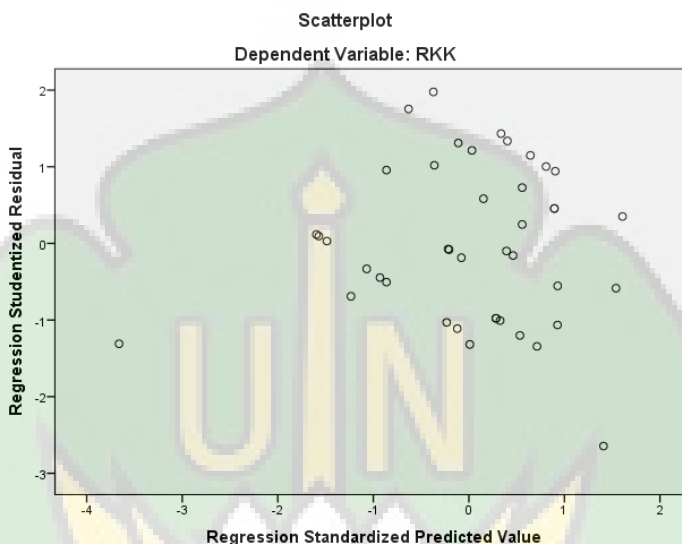 Scatterplot
Dependent Variable: RKK
Regression Studentized Residual
2
1
0
-1
-2
-3
-4 -3 -2 -1 0 1 2
Regression Standardized Predicted Value
UIN